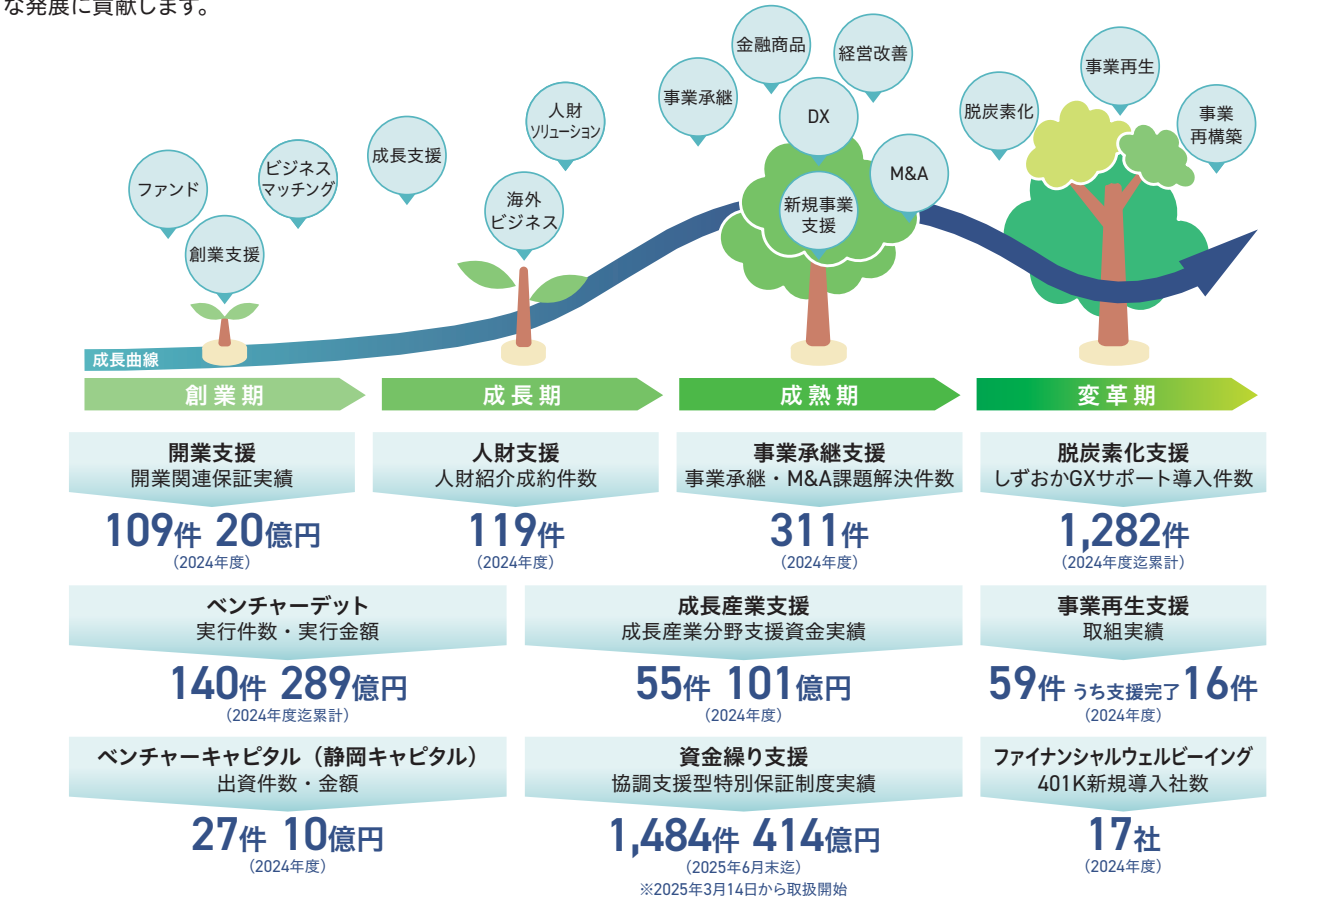 な発展に貢献します。
ファンド
創業支援
ビジネス
マッチング
成長支援
人財
ソリューション
海外
ビジネス
事業承継
金融商品
経営改善
DX
新規事業
支援
M&A
脱炭素化
事業再生
事業
再構築
成長曲線
創業期
成長期
成熟期
変革期
開業支援
開業関連保証実績
109件 20億円
（2024年度）
人財支援
人財紹介成約件数
119件
（2024年度）
事業承継支援
事業承継・M&A課題解決件数
311件
（2024年度）
脱炭素化支援
しずおかGXサポート導入件数
1,282件
（2024年度迄累計）
ベンチャーデット
実行件数・実行金額
140件 289億円
（2024年度迄累計）
成長産業支援
成長産業分野支援資金実績
55件 101億円
（2024年度）
事業再生支援
取組実績
59件 うち支援完了16件
（2024年度）
ベンチャーキャピタル（静岡キャピタル）
出資件数・金額
27件 10億円
（2024年度）
資金繰り支援
協調支援型特別保証制度実績
1,484件 414億円
（2025年6月末迄）
※2025年3月14日から取扱開始
ファイナンシャルウェルビーイング
401K新規導入社数
17社
（2024年度）